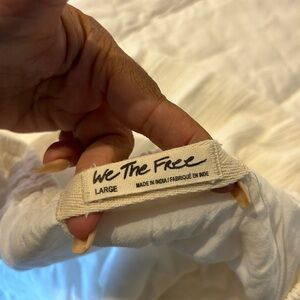 We The Free
LARGE MADE IN INDIA / FABRIQUÉ EN INDE